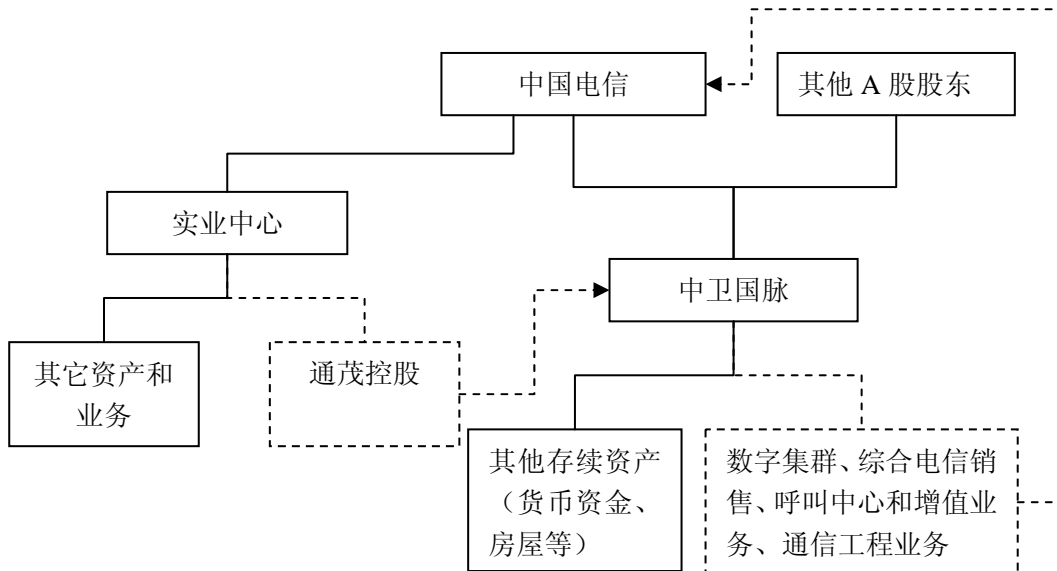 中国电信
其他 A 股股东
实业中心
中卫国脉
其它资产和
业务
通茂控股
其他存续资产
（货币资金、
房屋等）
数字集群、综合电信销
售、呼叫中心和增值业
务、通信工程业务